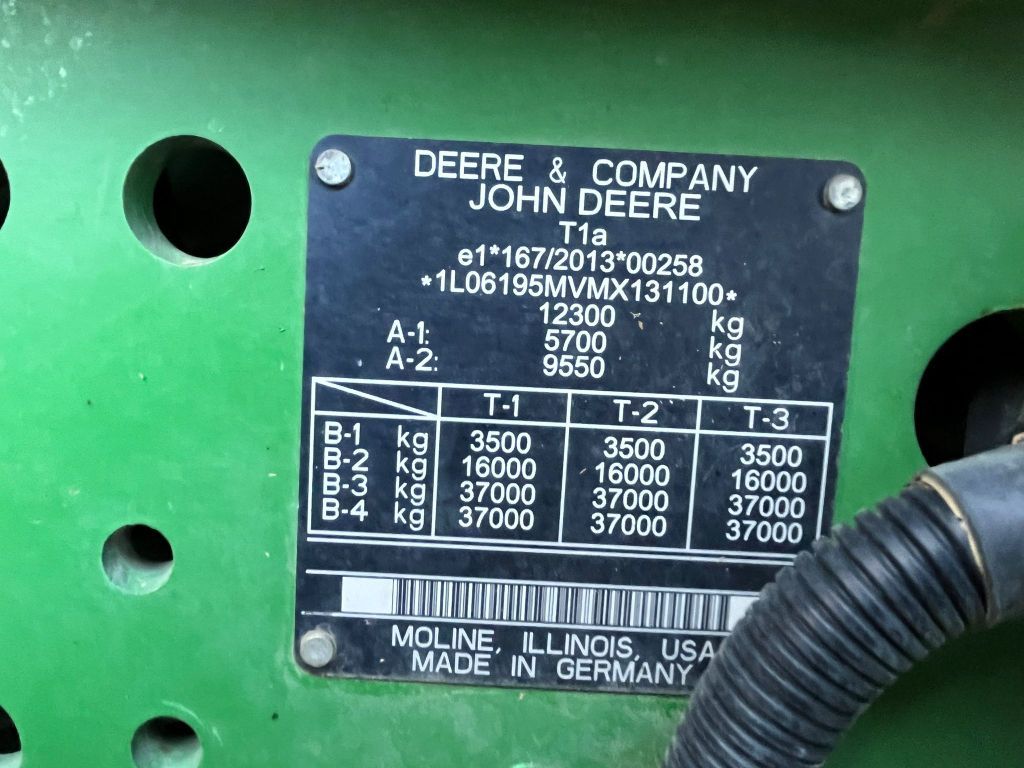 DEERE & COMPANY
JOHN DEERE
T1a
e1*167/2013*00258
*1L06195MVMX131100*
12300 kg
A-1: 5700 kg
A-2: 9550 kg
T-1 T-2 T-3
B-1 kg 3500 3500 3500
B-2 kg 16000 16000 16000
B-3 kg 37000 37000 37000
B-4 kg 37000 37000 37000
MOLINE, ILLINOIS, USA
MADE IN GERMANY